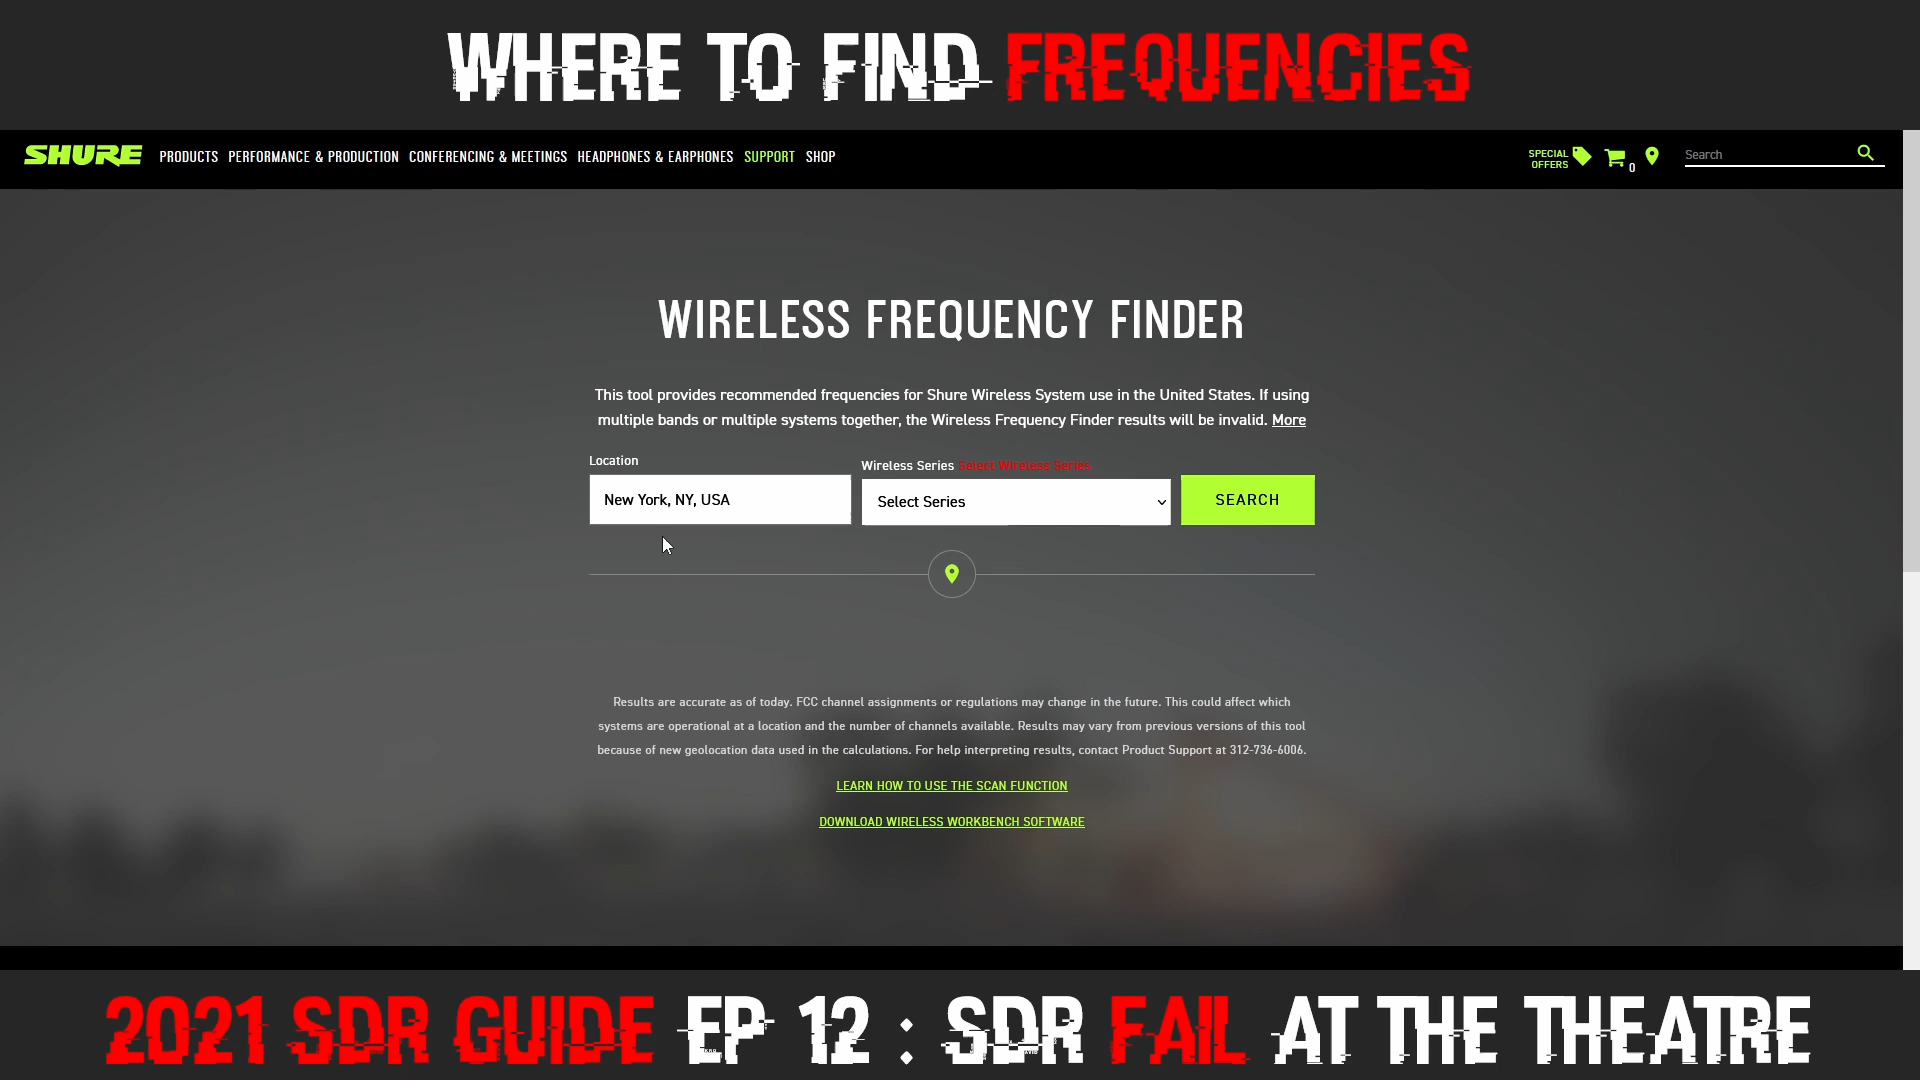 WHERE TO FIND FREQUENCIES
SHURE PRODUCTS PERFORMANCE & PRODUCTION CONFERENCING & MEETINGS HEADPHONES & EARPHONES SUPPORT SHOP
SPECIAL
OFFERS
0
Search
WIRELESS FREQUENCY FINDER
This tool provides recommended frequencies for Shure Wireless System use in the United States. If using
multiple bands or multiple systems together, the Wireless Frequency Finder results will be invalid. More
Location
Wireless Series Select Wireless Series.
New York, NY, USA
Select Series
SEARCH
Results are accurate as of today. FCC channel assignments or regulations may change in the future. This could affect which
systems are operational at a location and the number of channels available. Results may vary from previous versions of this tool
because of new geolocation data used in the calculations. For help interpreting results, contact Product Support at 312-736-6006.
LEARN HOW TO USE THE SCAN FUNCTION
DOWNLOAD WIRELESS WORKBENCH SOFTWARE
2021 SDR GUIDE EP 12 : SDR FAIL AT THE THEATRE